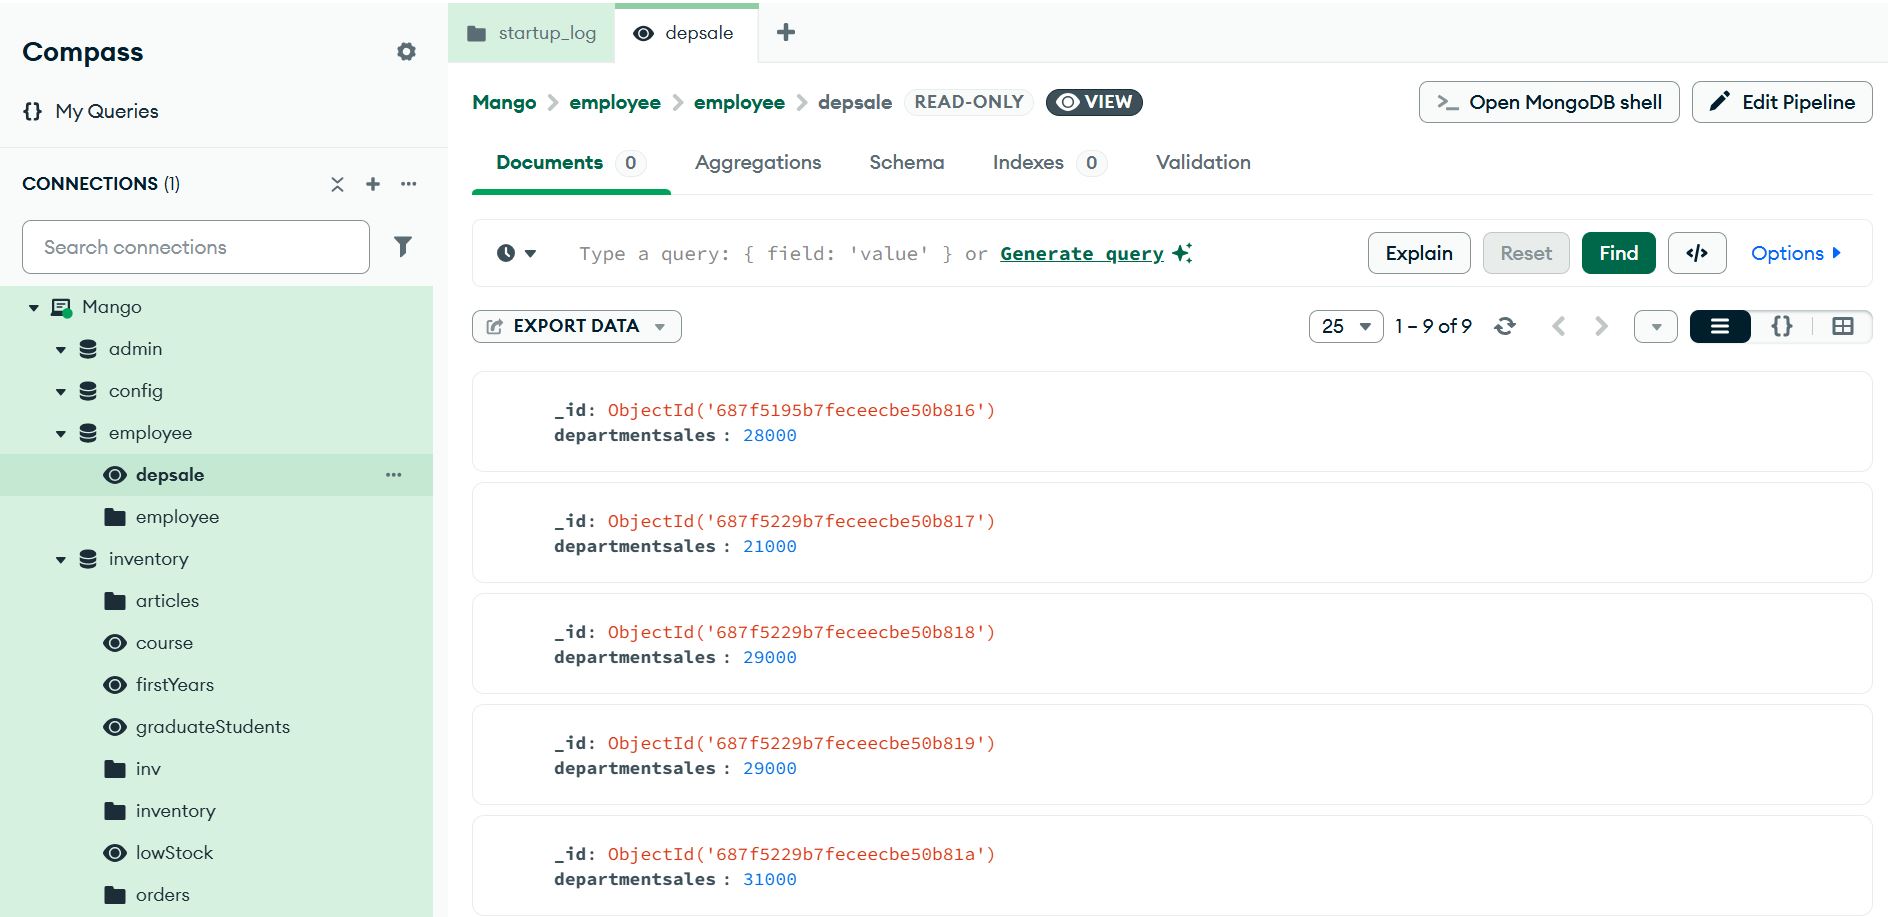 Compass
My Queries
CONNECTIONS (1)
Search connections
Mango
admin
config
employee
depsale
employee
inventory
articles
course
firstYears
graduateStudents
inv
inventory
lowStock
orders
startup_log
depsale
Mango > employee > employee > depsale READ-ONLY VIEW
>_ Open MongoDB shell
Edit Pipeline
Documents 0 Aggregations Schema Indexes 0 Validation
Type a query: { field: 'value' } or Generate query
Explain Reset Find </> Options
EXPORT DATA
25 1 – 9 of 9 {}
_id: ObjectId('687f5195b7feceecbe50b816')
departmentsales : 28000
_id: ObjectId('687f5229b7feceecbe50b817')
departmentsales : 21000
_id: ObjectId('687f5229b7feceecbe50b818')
departmentsales : 29000
_id: ObjectId('687f5229b7feceecbe50b819')
departmentsales : 29000
_id: ObjectId('687f5229b7feceecbe50b81a')
departmentsales : 31000